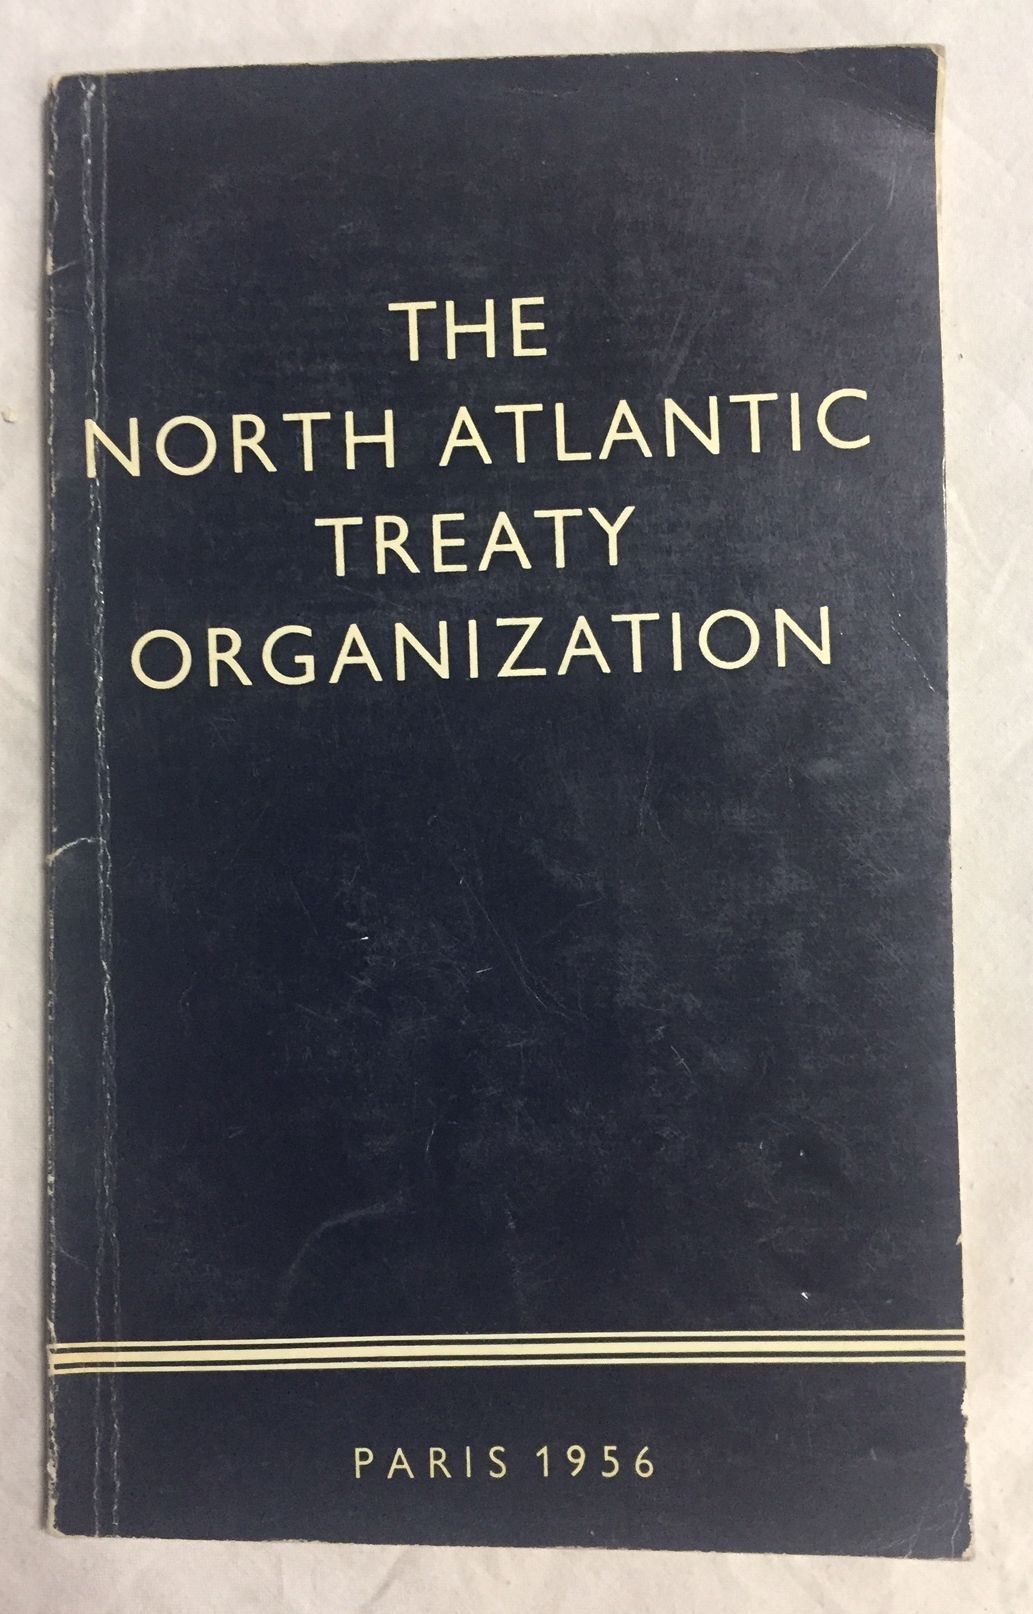 THE
NORTH ATLANTIC
TREATY
ORGANIZATION
PARIS 1956